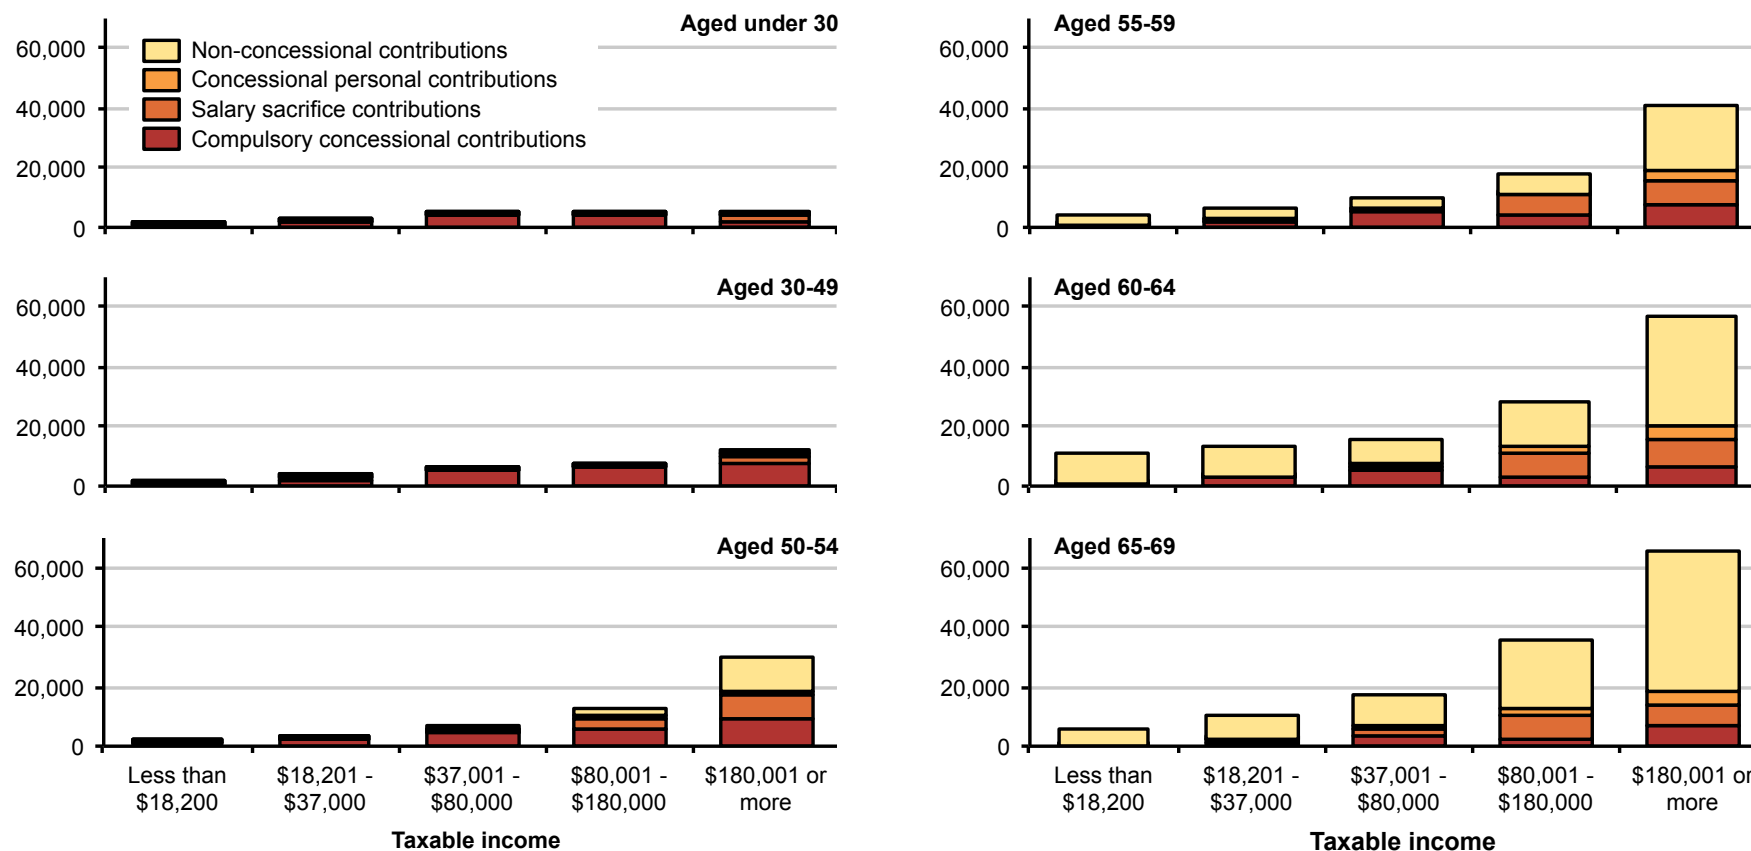 Aged under 30
60,000
40,000
20,000
0
Non-concessional contributions
Concessional personal contributions
Salary sacrifice contributions
Compulsory concessional contributions
Aged 55-59
60,000
40,000
20,000
0
Aged 30-49
60,000
40,000
20,000
0
Aged 60-64
60,000
40,000
20,000
0
Aged 50-54
60,000
40,000
20,000
0
Less than
$18,200
$18,201 -
$37,000
$37,001 -
$80,000
$80,001 -
$180,000
$180,001 or
more
Taxable income
Aged 65-69
60,000
40,000
20,000
0
Less than
$18,200
$18,201 -
$37,000
$37,001 -
$80,000
$80,001 -
$180,000
$180,001 or
more
Taxable income